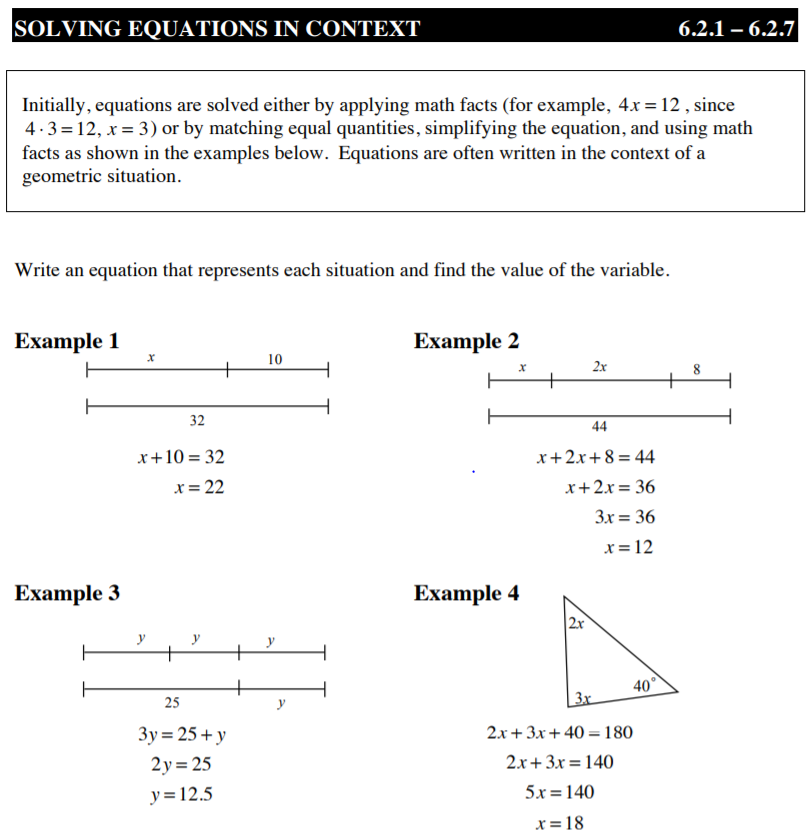 SOLVING EQUATIONS IN CONTEXT 6.2.1 – 6.2.7
Initially, equations are solved either by applying math facts (for example, 4x = 12 , since
4 · 3 = 12, x = 3) or by matching equal quantities, simplifying the equation, and using math
facts as shown in the examples below. Equations are often written in the context of a
geometric situation.
Write an equation that represents each situation and find the value of the variable.
Example 1
x 10
32
x + 10 = 32
x = 22
Example 2
x 2x 8
44
x + 2x + 8 = 44
x + 2x = 36
3x = 36
x = 12
Example 3
y y y
25 y
3y = 25 + y
2y = 25
y = 12.5
Example 4
2x
40°
3x
2x + 3x + 40 = 180
2x + 3x = 140
5x = 140
x = 18